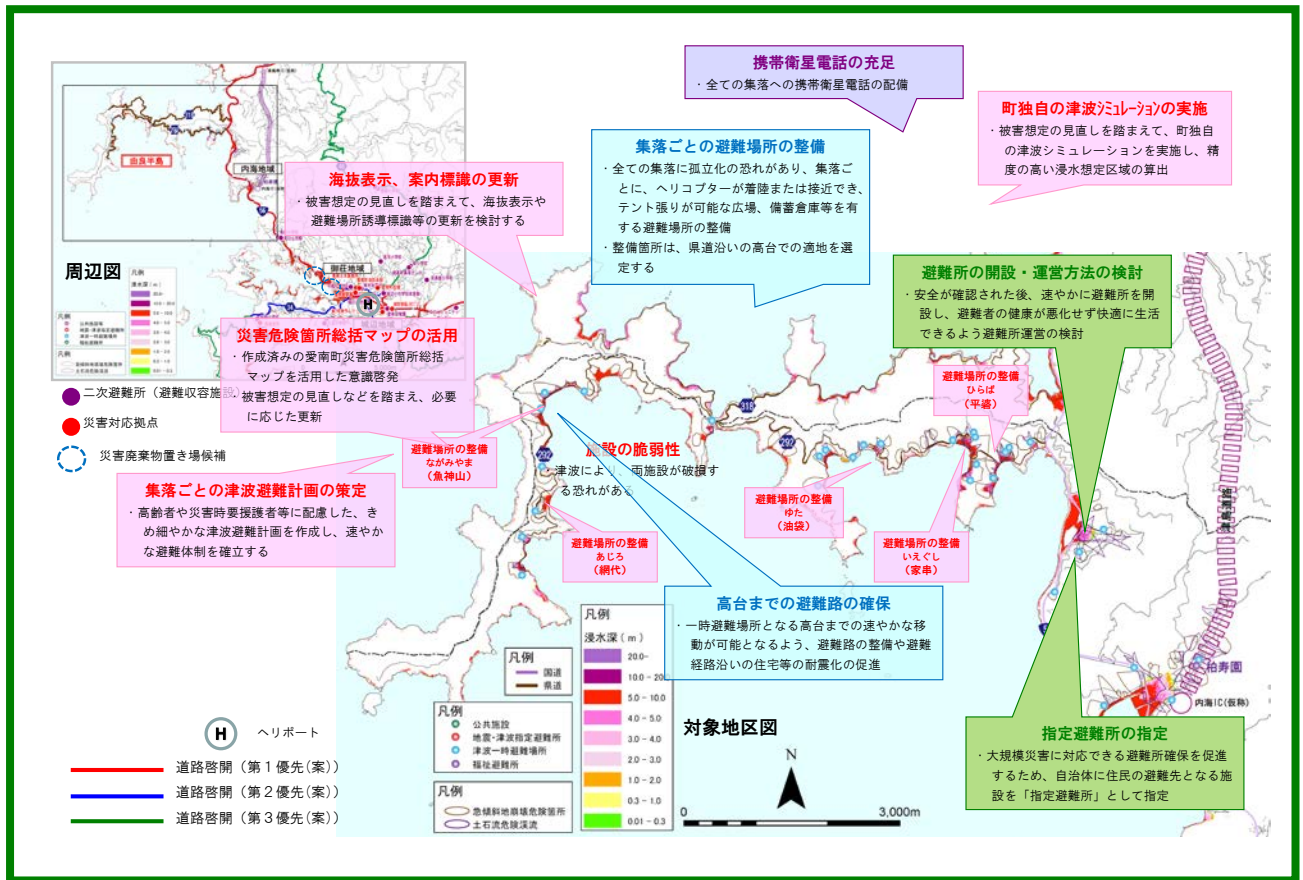 携帯衛星電話の充足
・全ての集落への携帯衛星電話の配備
町独自の津波ｼﾐｭﾚｰｼｮﾝの実施
・被害想定の見直しを踏まえて、町独自
の津波シミュレーションを実施し、精
度の高い浸水想定区域の算出
集落ごとの避難場所の整備
・全ての集落に孤立化の恐れがあり、集落ご
とに、ヘリコプターが着陸または接近でき、
テント張りが可能な広場、備蓄倉庫等を有
する避難場所の整備
・整備箇所は、県道沿いの高台での適地を選
定する
海抜表示、案内標識の更新
・被害想定の見直しを踏まえて、海抜表示や
避難場所誘導標識等の更新を検討する
由良半島
内海地域
56
御荘地域
34
H
周辺図
凡例
浸水深(m)
避難所の開設・運営方法の検討
・安全が確認された後、速やかに避難所を開
設し、避難者の健康が悪化せず快適に生活
できるよう避難所運営の検討
災害危険箇所総括マップの活用
・作成済みの愛南町災害危険箇所総括
マップを活用した意識啓発
・被害想定の見直しなどを踏まえ、必要
に応じた更新
二次避難所（避難収容施設）
災害対応拠点
災害廃棄物置き場候補
避難場所の整備
ひらば
（平碆）
318
292
292
避難場所の整備
ながみやま
（魚神山）
施設の脆弱性
・津波により、両施設が破損す
る恐れがある
集落ごとの津波避難計画の策定
・高齢者や災害時要援護者等に配慮した、き
め細やかな津波避難計画を作成し、速やか
な避難体制を確立する
避難場所の整備
ゆた
（油袋）
避難場所の整備
あじろ
（網代）
避難場所の整備
いえぐし
（家串）
津島道路
高台までの避難路の確保
・一時避難場所となる高台までの速やかな移
動が可能となるよう、避難路の整備や避難
経路沿いの住宅等の耐震化の促進
柏寿園
内海IC(仮称)
指定避難所の指定
・大規模災害に対応できる避難所確保を促進
するため、自治体に住民の避難先となる施
設を「指定避難所」として指定
凡例
国道
県道
凡例
公共施設
地震・津波指定避難所
津波一時避難場所
福祉避難所
凡例
急傾斜地崩壊危険箇所
土石流危険渓流
凡例
浸水深(m)
20.0-
10.0 - 20.0
5.0 - 10.0
4.0 - 5.0
3.0 - 4.0
2.0 - 3.0
1.0 - 2.0
0.3 - 1.0
0.01 - 0.3
対象地区図
N
0 3,000m
H ヘリポート
道路啓開（第１優先(案)）
道路啓開（第２優先(案)）
道路啓開（第３優先(案)）